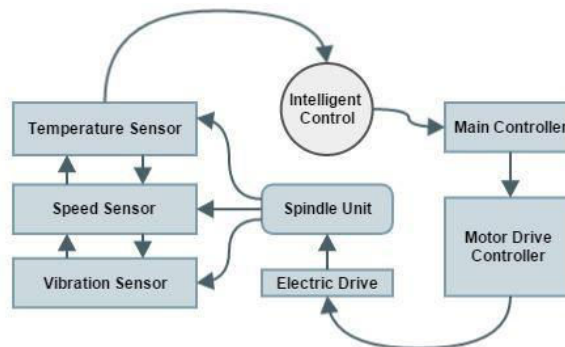 Intelligent
Control
Temperature Sensor
Main Controller
Speed Sensor
Spindle Unit
Motor Drive
Controller
Vibration Sensor
Electric Drive